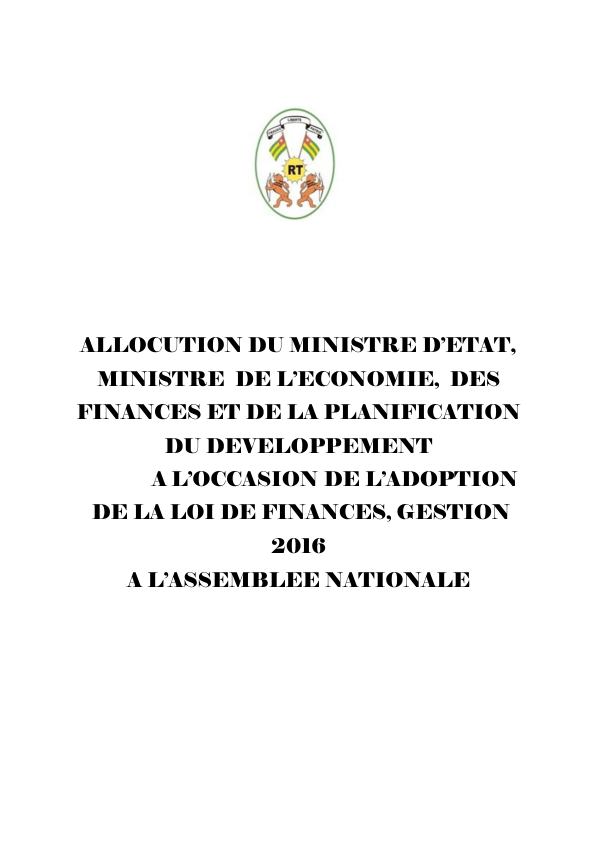 LIBERTE
RT
ALLOCUTION DU MINISTRE D’ETAT,
MINISTRE DE L’ECONOMIE, DES
FINANCES ET DE LA PLANIFICATION
DU DEVELOPPEMENT
A L’OCCASION DE L’ADOPTION
DE LA LOI DE FINANCES, GESTION
2016
A L’ASSEMBLEE NATIONALE